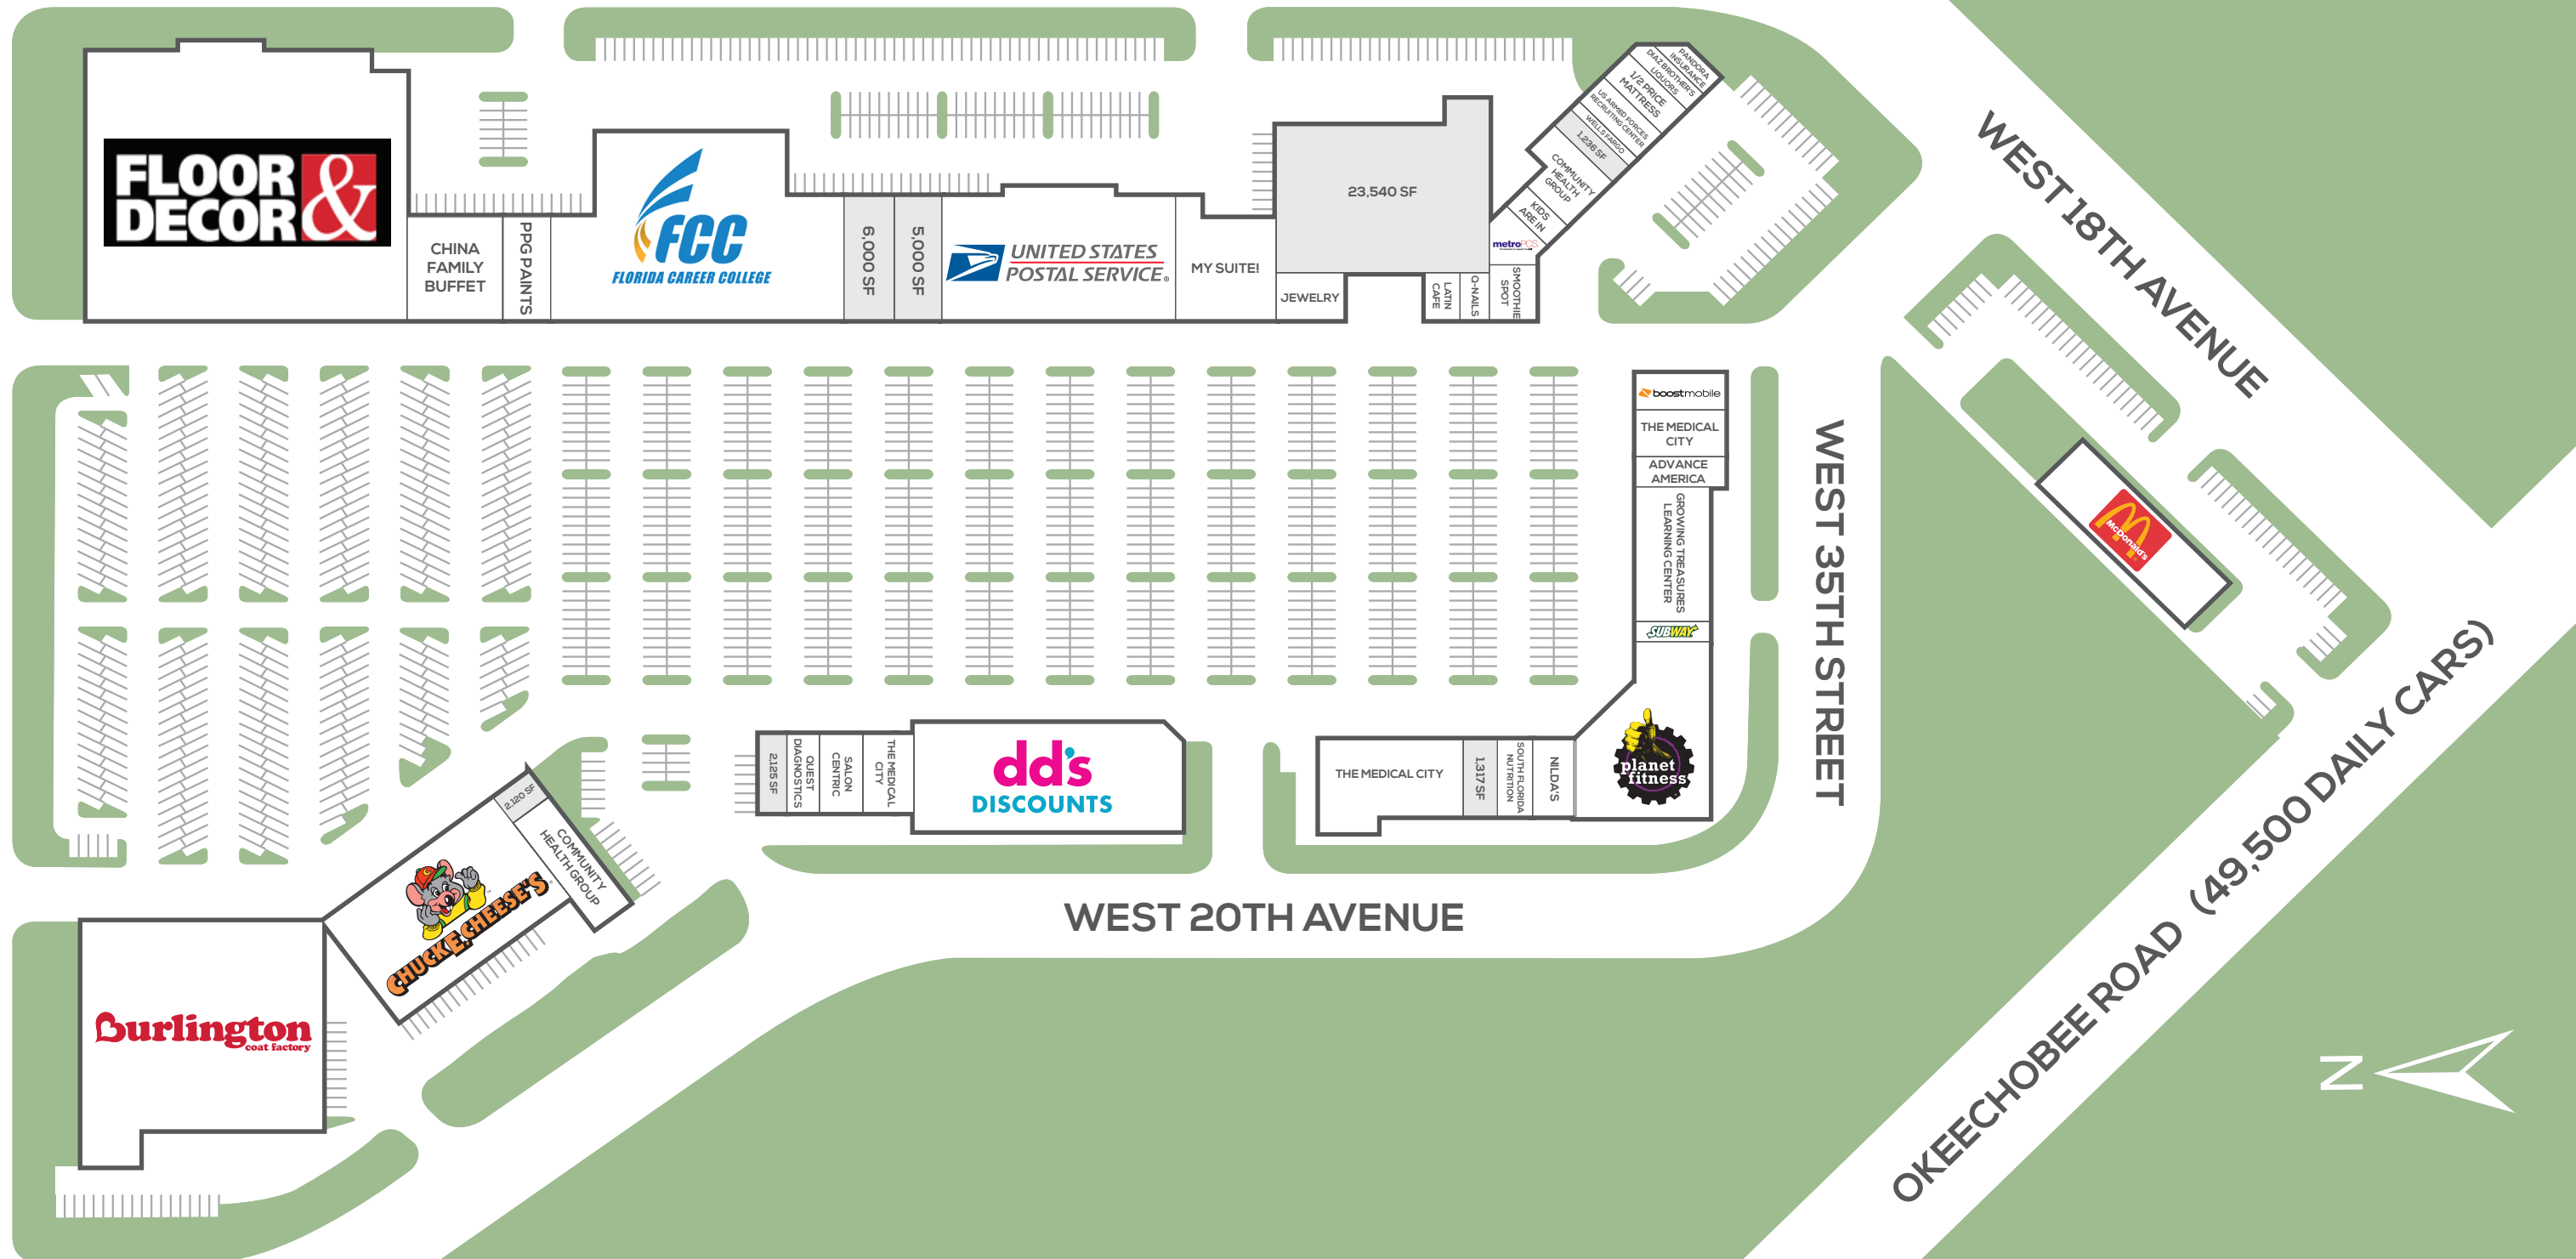 FLOOR
& DECOR
CHINA
FAMILY
BUFFET
PPG PAINTS
FCC
FLORIDA CAREER COLLEGE
6,000 SF
5,000 SF
UNITED STATES
POSTAL SERVICE®
MY SUITE!
23,540 SF
JEWELRY
LATIN
CAFE
Q-NAILS
SMOOTHIE
SPOT
metroPCS
KIDS
ARE IN
COMMUNITY
HEALTH
GROUP
1,236 SF
WELLS FARGO
US ARMED FORCES
RECRUITING CENTER
1/2 PRICE
MATTRESS
DIAZ BROTHER'S
LIQUORS
PANDORA
INSURANCE
WEST 18TH AVENUE
boostmobile
THE MEDICAL
CITY
ADVANCE
AMERICA
GROWING TREASURES
LEARNING CENTER
SUBWAY
planet
fitness
WEST 35TH STREET
McDonald's
2,125 SF
QUEST
DIAGNOSTICS
SALON
CENTRIC
THE MEDICAL
CITY
dd's
DISCOUNTS
THE MEDICAL CITY
1,317 SF
SOUTH FLORIDA
NUTRITION
NILDA'S
2,120 SF
COMMUNITY
HEALTH GROUP
CHUCK E. CHEESE'S
Burlington
coat factory
WEST 20TH AVENUE
OKEECHOBEE ROAD (49,500 DAILY CARS)
N